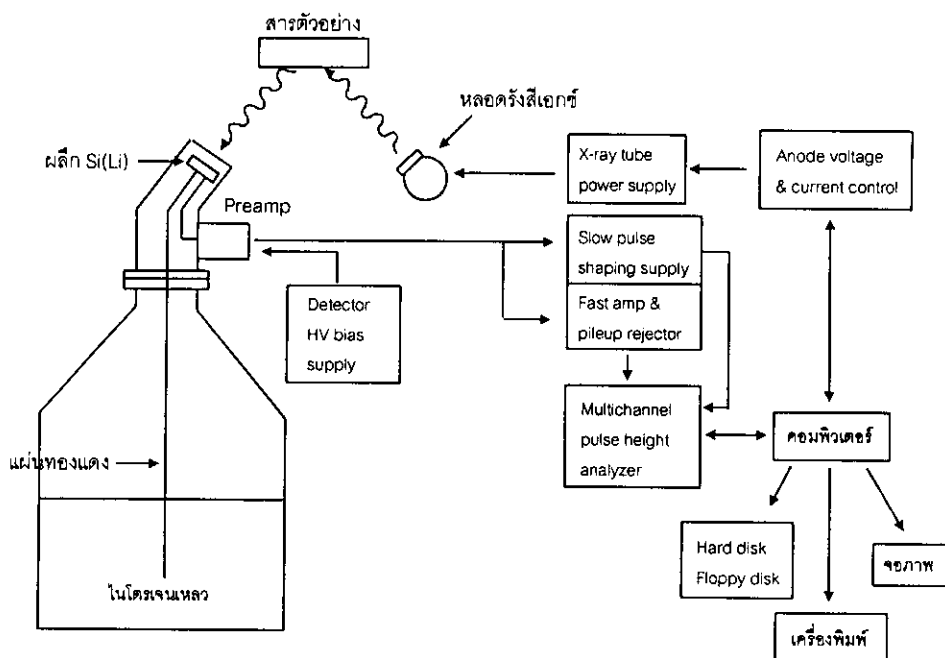 สารตัวอย่าง
หลอดรังสีเอกซ์
ผลึก Si(Li)
X-ray tube
power supply
Anode voltage
& current control
Preamp
Slow pulse
shaping supply
Fast amp &
pileup rejector
Detector
HV bias
supply
Multichannel
pulse height
analyzer
คอมพิวเตอร์
แผ่นทองแดง
Hard disk
Floppy disk
จอภาพ
ไนโตรเจนเหลว
เครื่องพิมพ์